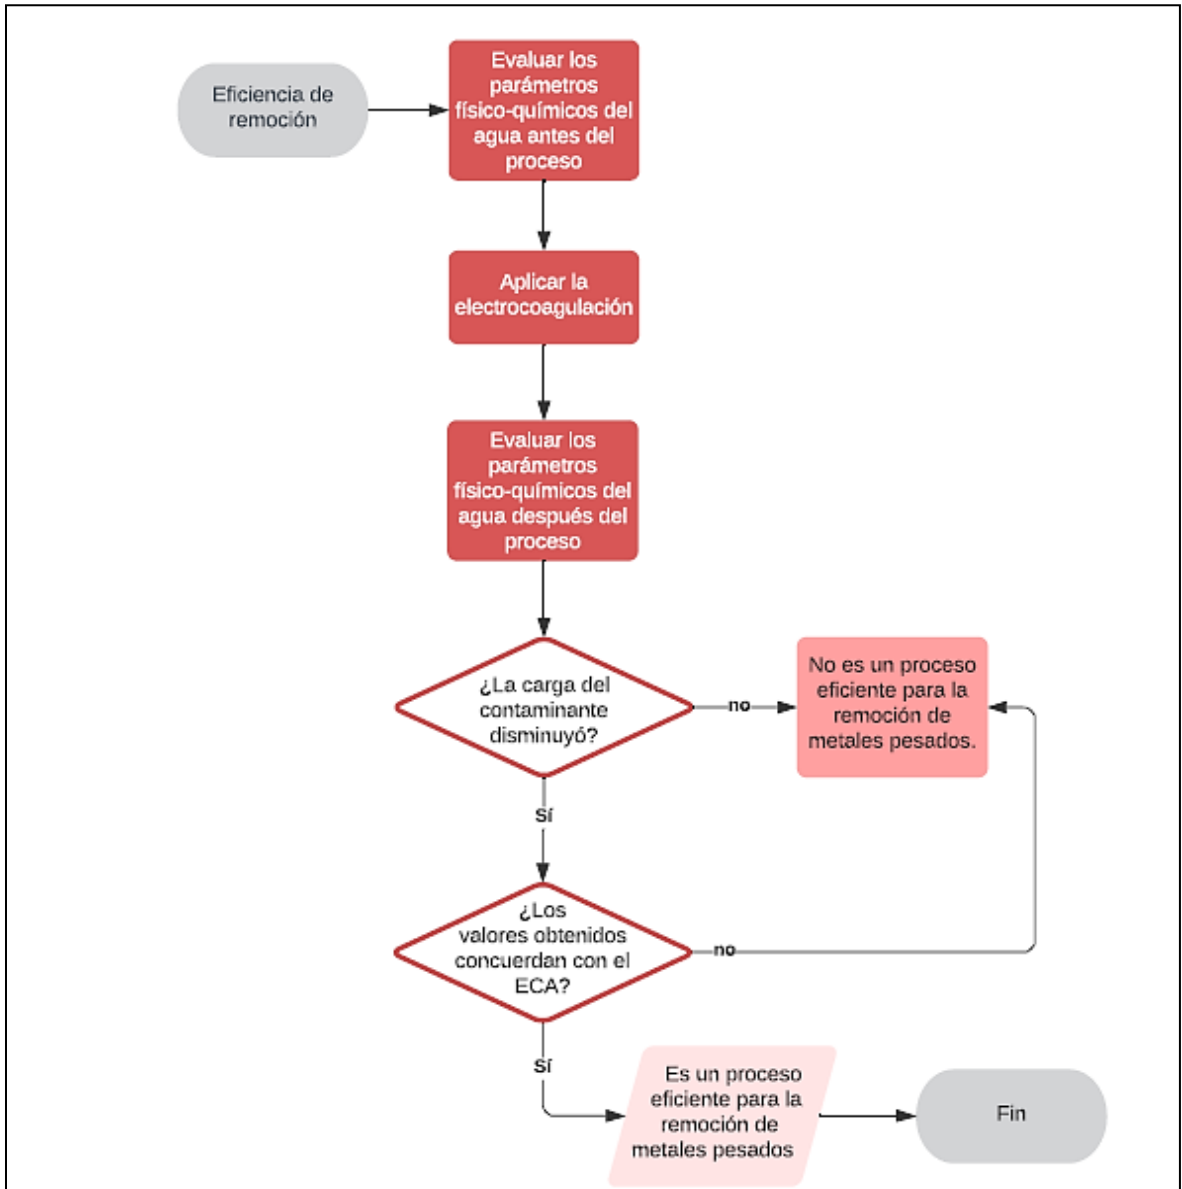 Eficiencia de
remoción
Evaluar los
parámetros
físico-químicos del
agua antes del
proceso
Aplicar la
electrocoagulación
Evaluar los
parámetros
físico-químicos del
agua después del
proceso
¿La carga del
contaminante
disminuyó?
no
No es un proceso
eficiente para la
remoción de
metales pesados.
Sí
¿Los
valores obtenidos
concuerdan con el
ECA?
no
Sí
Es un proceso
eficiente para la
remoción de
metales pesados
Fin